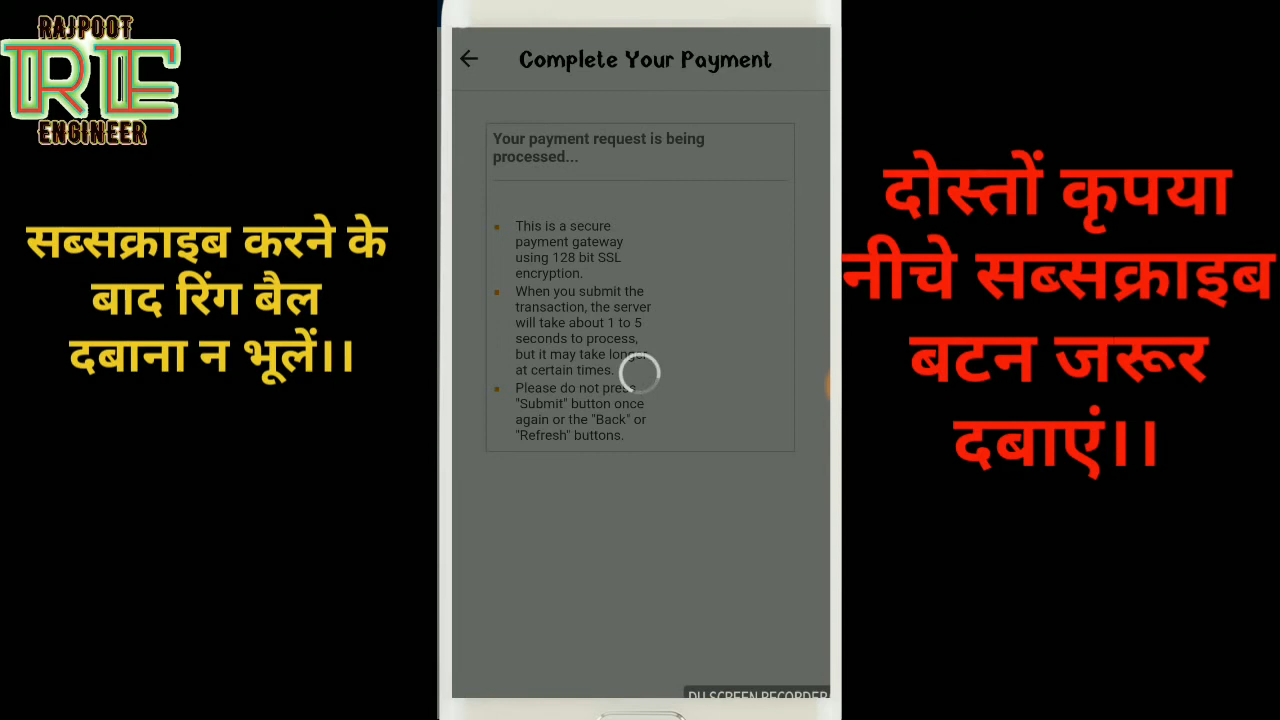 RAJPOOT
RE
ENGINEER
सब्सक्राइब करने के
बाद रिंग बैल
दबाना न भूलें।।
Complete Your Payment
Your payment request is being
processed...
This is a secure
payment gateway
using 128 bit SSL
encryption.
When you submit the
transaction, the server
will take about 1 to 5
seconds to process,
but it may take longer
at certain times.
Please do not press
"Submit" button once
again or the "Back" or
"Refresh" buttons.
DU SCREEN RECORDER
दोस्तों कृपया
नीचे सब्सक्राइब
बटन जरूर
दबाएं।।